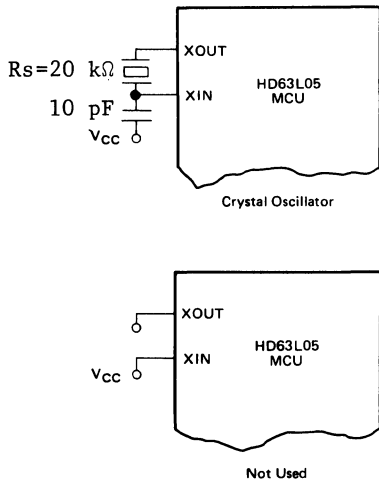 XOUT
Rs=20 kΩ
HD63L05
MCU
XIN
10 pF
VCC
Crystal Oscillator
XOUT
HD63L05
MCU
XIN
VCC
Not Used